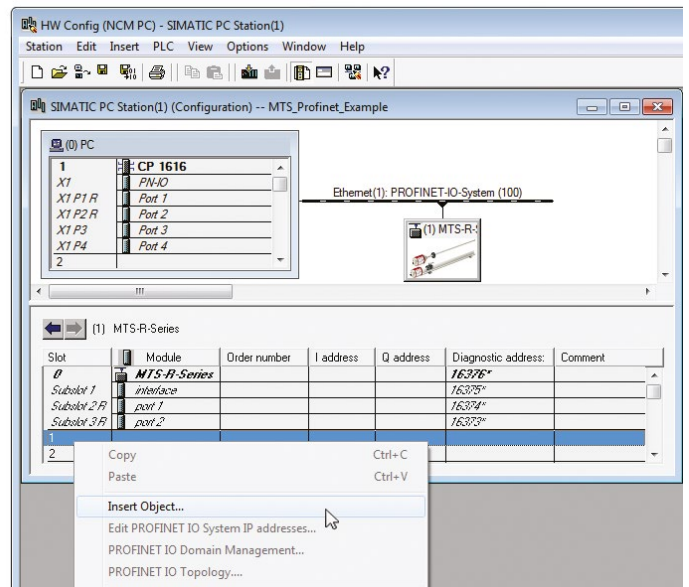 HW Config (NCM PC) - SIMATIC PC Station(1)
Station Edit Insert PLC View Options Window Help
SIMATIC PC Station(1) (Configuration) -- MTS_Profinet_Example
(0) PC
1 CP 1616
X1 PN-IO
X1 P1 R Port 1
X1 P2 R Port 2
X1 P3 Port 3
X1 P4 Port 4
2
Ethernet(1): PROFINET-IO-System (100)
(1) MTS-R-S
(1) MTS-R-Series
Slot Module Order number I address Q address Diagnostic address: Comment
0 MTS-R-Series 16376*
Subslot 1 interface 16375*
Subslot 2 R port 1 16374*
Subslot 3 R port 2 16373*
1
2
Copy Ctrl+C
Paste Ctrl+V
Insert Object...
Edit PROFINET IO System IP addresses...
PROFINET IO Domain Management...
PROFINET IO Topology....